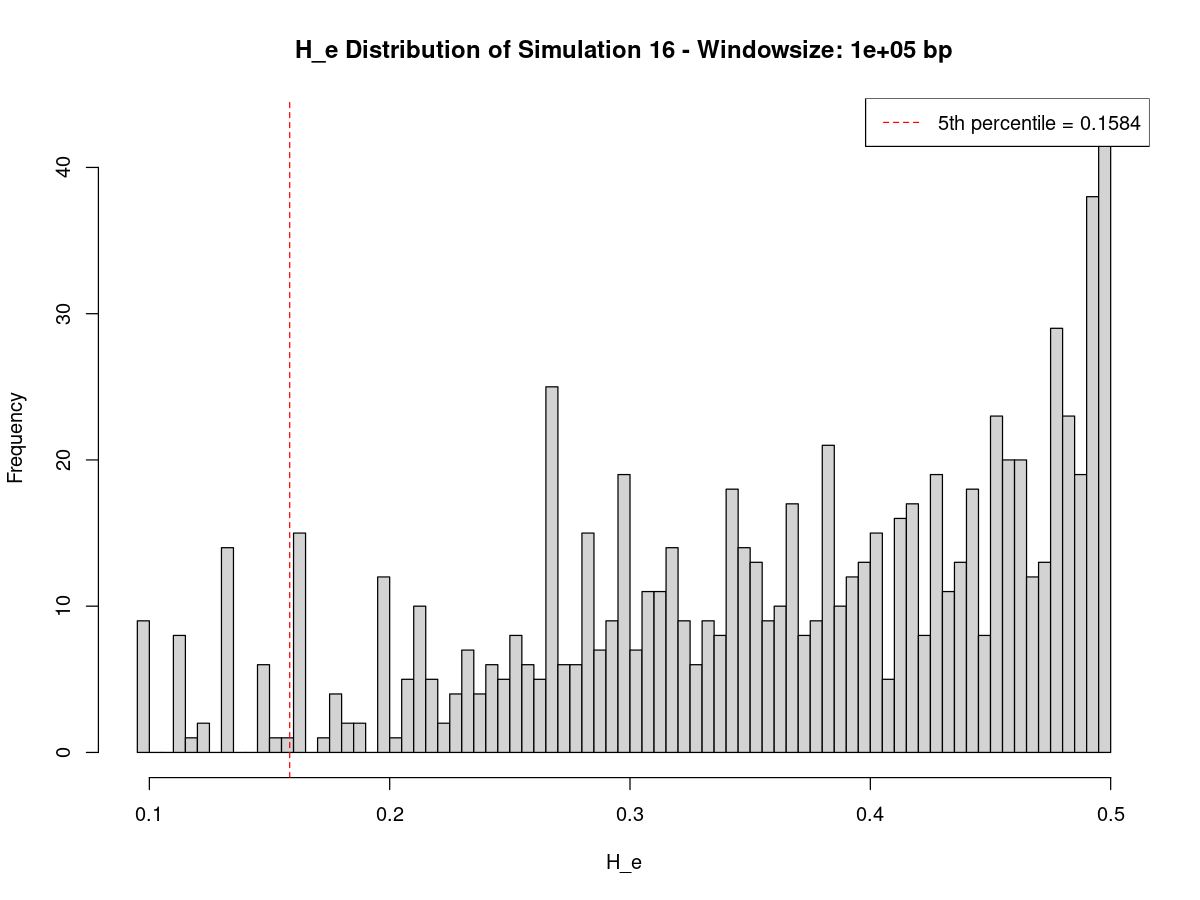 H_e Distribution of Simulation 16 - Windowsize: 1e+05 bp
5th percentile = 0.1584
Frequency
40
30
20
10
0
0.1 0.2 0.3 0.4 0.5
H_e